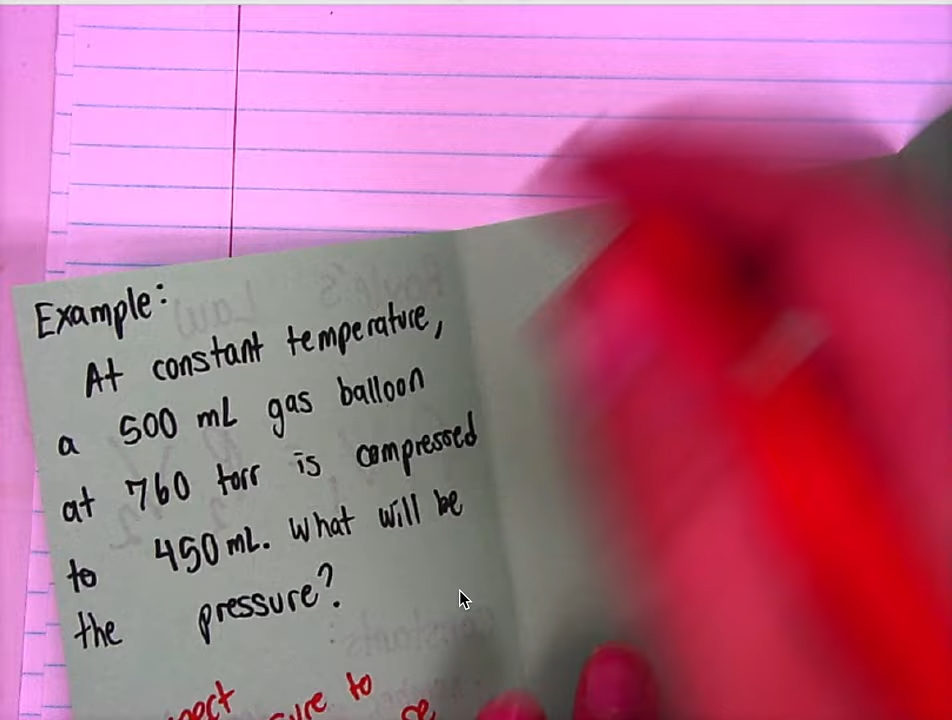 Example:
At constant temperature,
a 500 mL gas balloon
at 760 torr is compressed
to 450 mL. What will be
the pressure?
to